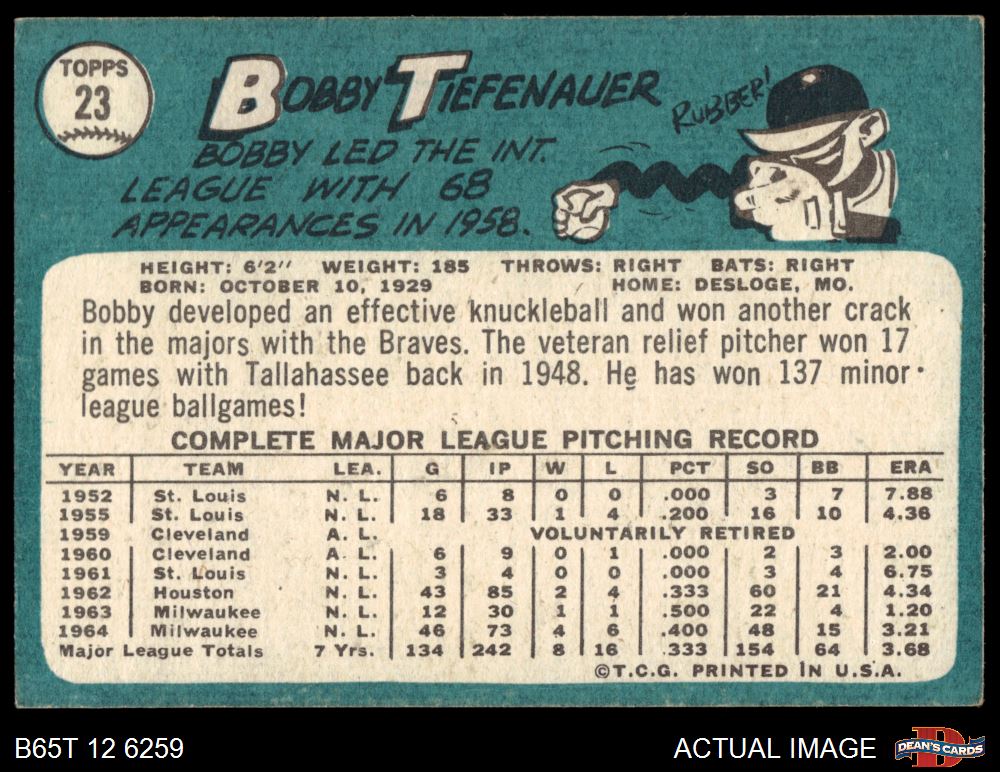 TOPPS
23
BOBBY TIEFENAUER
RUBBER!
BOBBY LED THE INT.
LEAGUE WITH 68
APPEARANCES IN 1958.
HEIGHT: 6'2" WEIGHT: 185 THROWS: RIGHT BATS: RIGHT
BORN: OCTOBER 10, 1929 HOME: DESLOGE, MO.
Bobby developed an effective knuckleball and won another crack
in the majors with the Braves. The veteran relief pitcher won 17
games with Tallahassee back in 1948. He has won 137 minor
league ballgames!
COMPLETE MAJOR LEAGUE PITCHING RECORD
YEAR TEAM LEA. G IP W L PCT SO BB ERA
1952 St. Louis N. L. 6 8 0 0 .000 3 7 7.88
1955 St. Louis N. L. 18 33 1 4 .200 16 10 4.36
1959 Cleveland A. L. VOLUNTARILY RETIRED
1960 Cleveland A. L. 6 9 0 1 .000 2 3 2.00
1961 St. Louis N. L. 3 4 0 0 .000 3 4 6.75
1962 Houston N. L. 43 85 2 4 .333 60 21 4.34
1963 Milwaukee N. L. 12 30 1 1 .500 22 4 1.20
1964 Milwaukee N. L. 46 73 4 6 .400 48 15 3.21
Major League Totals 7 Yrs. 134 242 8 16 .333 154 64 3.68
©T.C.G. PRINTED IN U.S.A.
B65T 12 6259 ACTUAL IMAGE D DEAN'S CARDS